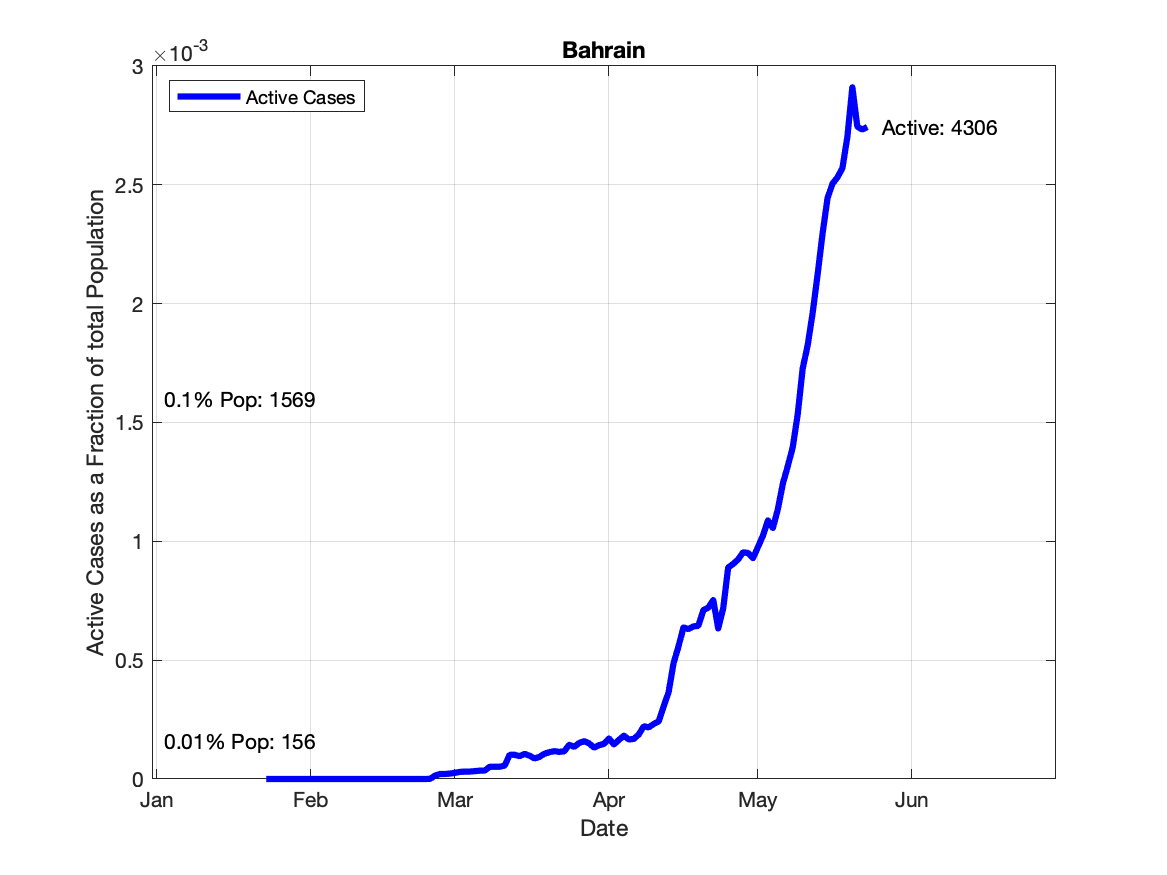 Bahrain
×10-3
3
2.5
2
1.5
1
0.5
0
Active Cases as a Fraction of total Population
Active Cases
Active: 4306
0.1% Pop: 1569
0.01% Pop: 156
Jan Feb Mar Apr May Jun
Date